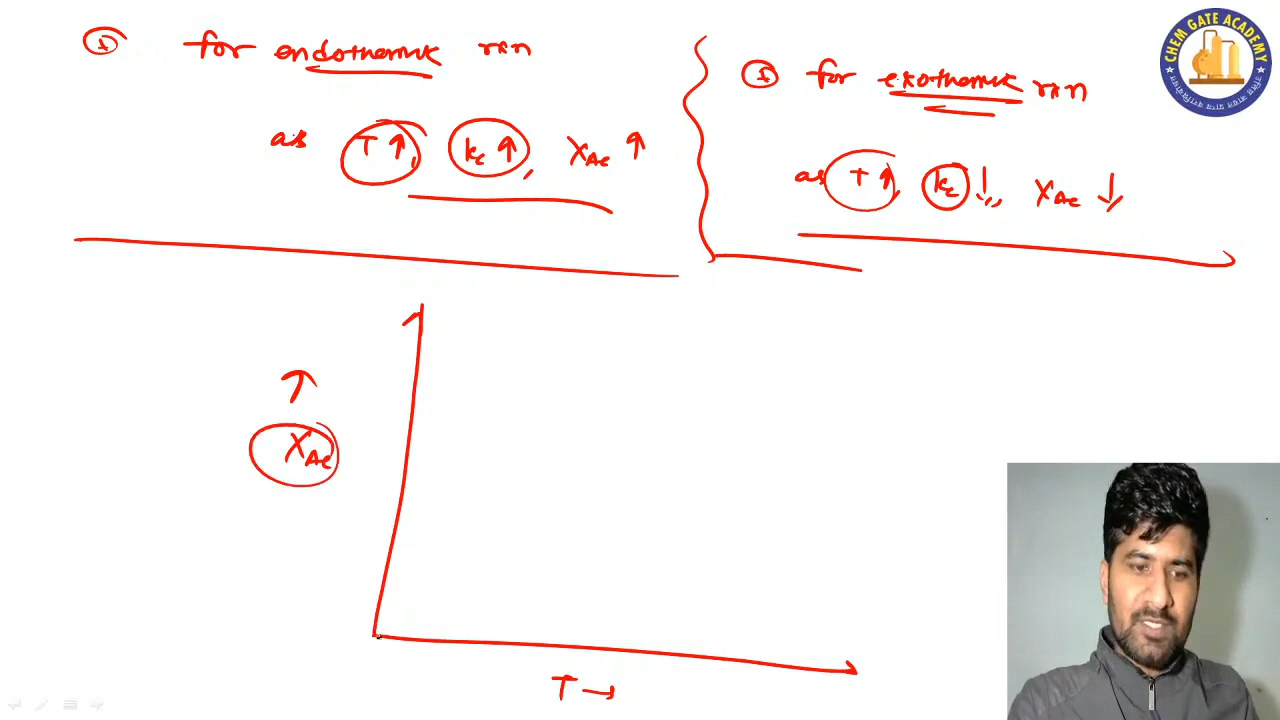 ① for endothermic rxn
as T↑, kc↑, XAe ↑
① for exothermic rxn
as T↑, kc ↓, XAe ↓
↑
XAe
T →
CHEM GATE ACADEMY